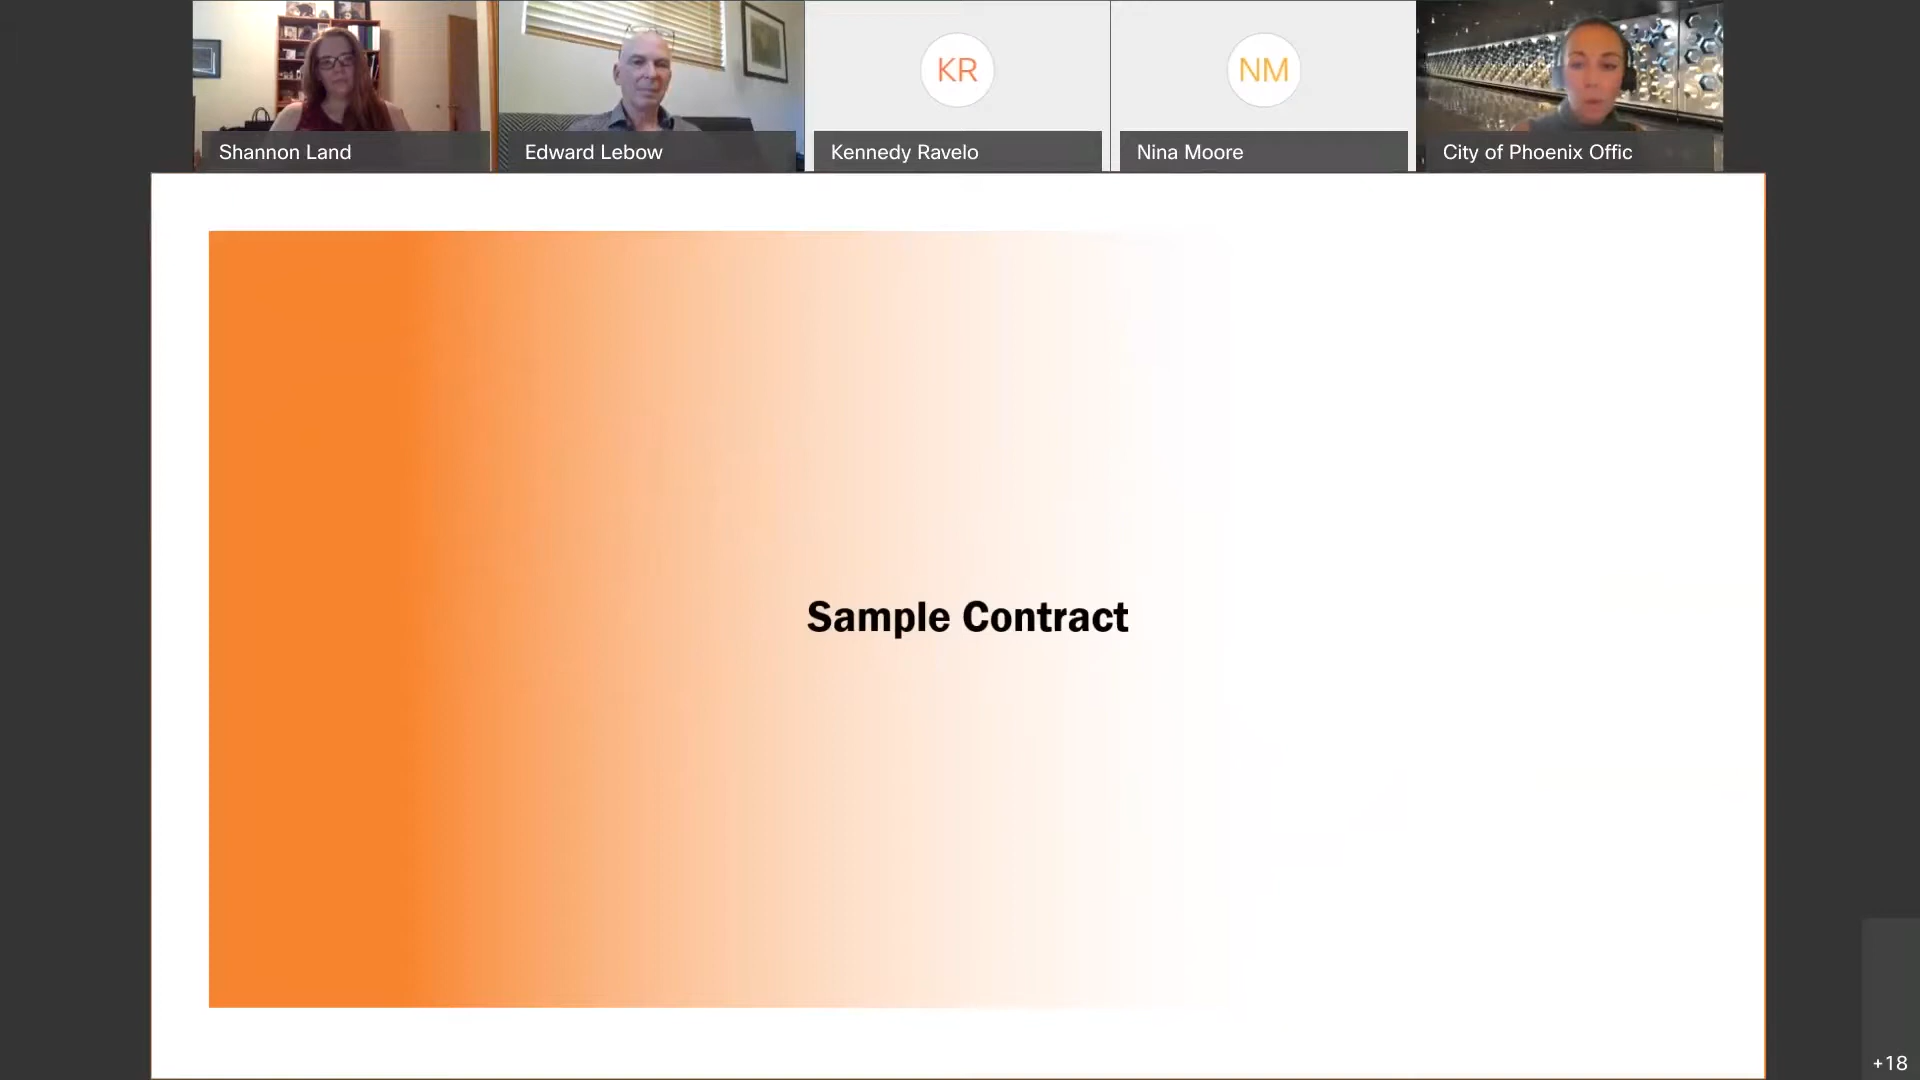 KR
NM
Shannon Land
Edward Lebow
Kennedy Ravelo
Nina Moore
City of Phoenix Offic
Sample Contract
+18